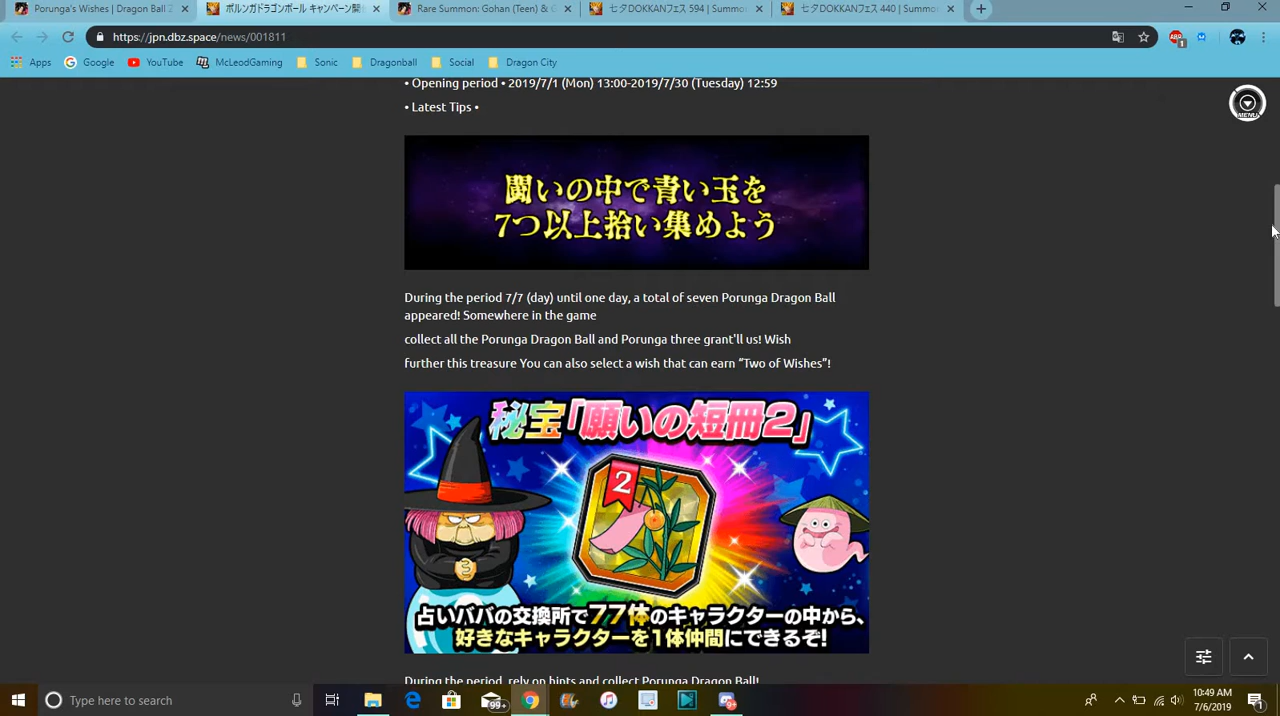 Porunga's Wishes | Dragon Ball Z
ポルンガドラゴンボール キャンペーン開
Rare Summon: Gohan (Teen) & G
七夕DOKKANフェス 594 | Summo
七夕DOKKANフェス 440 | Summo
https://jpn.dbz.space/news/001811
Apps
Google
YouTube
McLeodGaming
Sonic
Dragonball
Social
Dragon City
• Opening period • 2019/7/1 (Mon) 13:00-2019/7/30 (Tuesday) 12:59
• Latest Tips •
MENU
闘いの中で青い玉を
7つ以上拾い集めよう
During the period 7/7 (day) until one day, a total of seven Porunga Dragon Ball
appeared! Somewhere in the game
collect all the Porunga Dragon Ball and Porunga three grant'll us! Wish
further this treasure You can also select a wish that can earn “Two of Wishes”!
秘宝「願いの短冊2」
2
占いババの交換所で77体のキャラクターの中から、
好きなキャラクターを1体仲間にできるぞ!
During the period, rely on hints and collect Porunga Dragon Ball!
Type here to search
99+
10:49 AM
7/6/2019